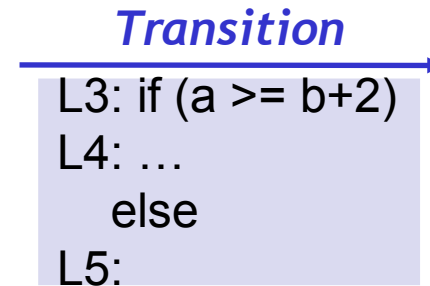 Transition
L3: if (a >= b+2)
L4: …
else
L5: